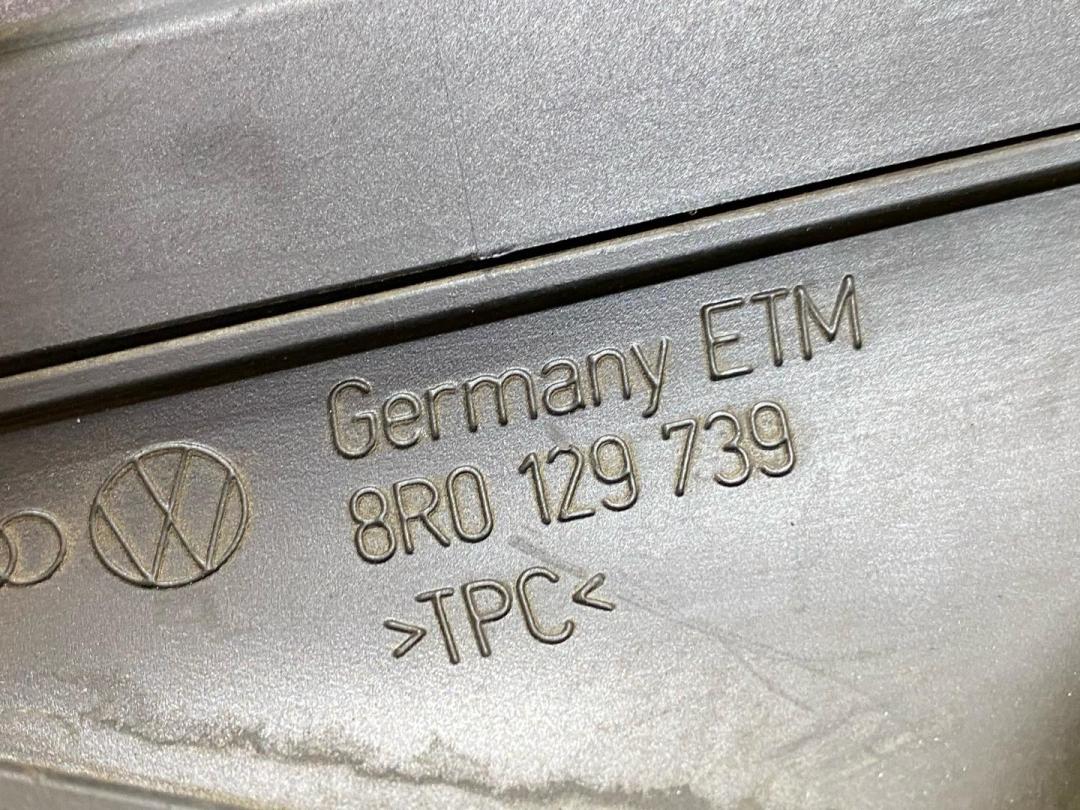 Germany ETM
8R0 129 739
>TPC<